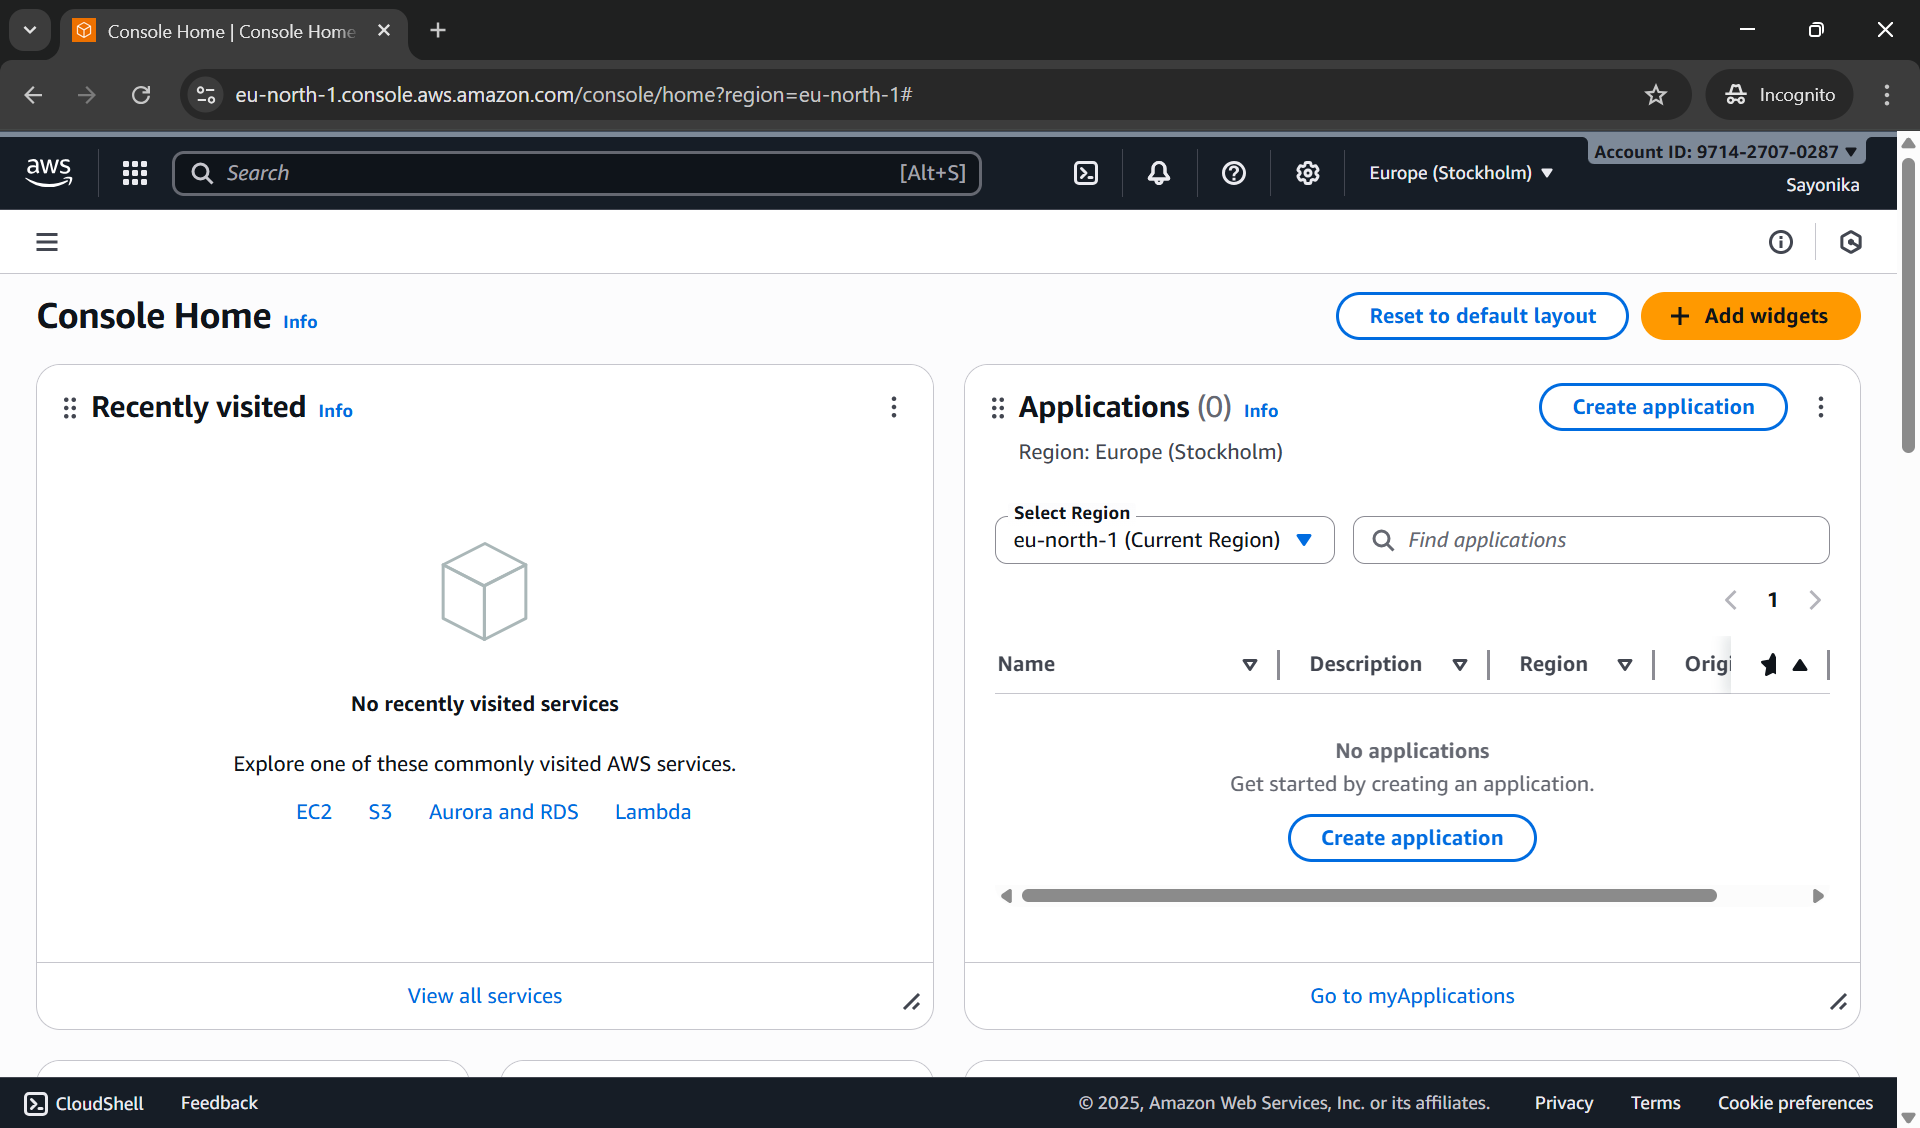 Console Home | Console Home
eu-north-1.console.aws.amazon.com/console/home?region=eu-north-1#
Incognito
aws
Search
[Alt+S]
Europe (Stockholm)
Account ID: 9714-2707-0287
Sayonika
Console Home Info
Reset to default layout
Add widgets
Recently visited Info
No recently visited services
Explore one of these commonly visited AWS services.
EC2 S3 Aurora and RDS Lambda
View all services
Applications (0) Info
Create application
Region: Europe (Stockholm)
Select Region
eu-north-1 (Current Region)
Find applications
1
Name Description Region Origi
No applications
Get started by creating an application.
Create application
Go to myApplications
CloudShell Feedback © 2025, Amazon Web Services, Inc. or its affiliates. Privacy Terms Cookie preferences